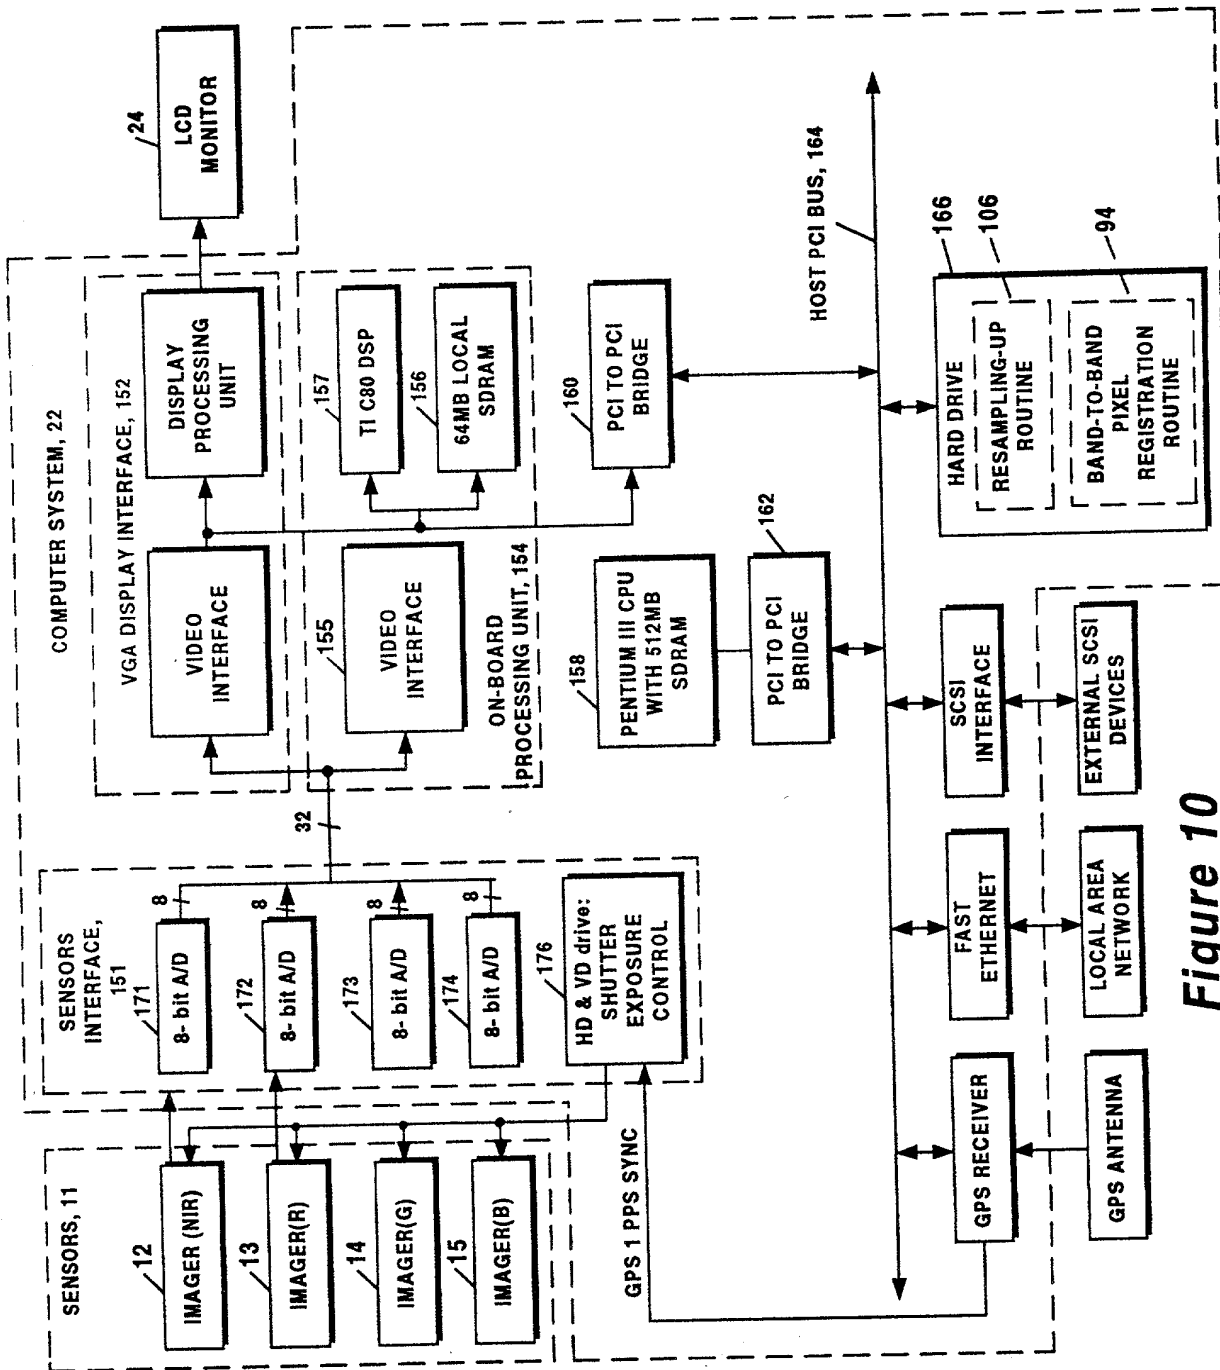 SENSORS, 11
12
IMAGER (NIR)
13
IMAGER(R)
14
IMAGER(G)
15
IMAGER(B)
SENSORS
INTERFACE,
151
171
8- bit A/D
8
172
8- bit A/D
8
173
8- bit A/D
8
174
8- bit A/D
8
176
HD & VD drive:
SHUTTER
EXPOSURE
CONTROL
GPS 1 PPS SYNC
32
COMPUTER SYSTEM, 22
VGA DISPLAY INTERFACE, 152
VIDEO
INTERFACE
DISPLAY
PROCESSING
UNIT
24
LCD
MONITOR
155
VIDEO
INTERFACE
ON-BOARD
PROCESSING UNIT, 154
157
TI C80 DSP
156
64MB LOCAL
SDRAM
158
PENTIUM III CPU
WITH 512MB
SDRAM
160
PCI TO PCI
BRIDGE
162
PCI TO PCI
BRIDGE
HOST PCI BUS, 164
GPS RECEIVER
FAST
ETHERNET
SCSI
INTERFACE
166
HARD DRIVE
106
RESAMPLING-UP
ROUTINE
94
BAND-TO-BAND
PIXEL
REGISTRATION
ROUTINE
GPS ANTENNA
LOCAL AREA
NETWORK
EXTERNAL SCSI
DEVICES
Figure 10